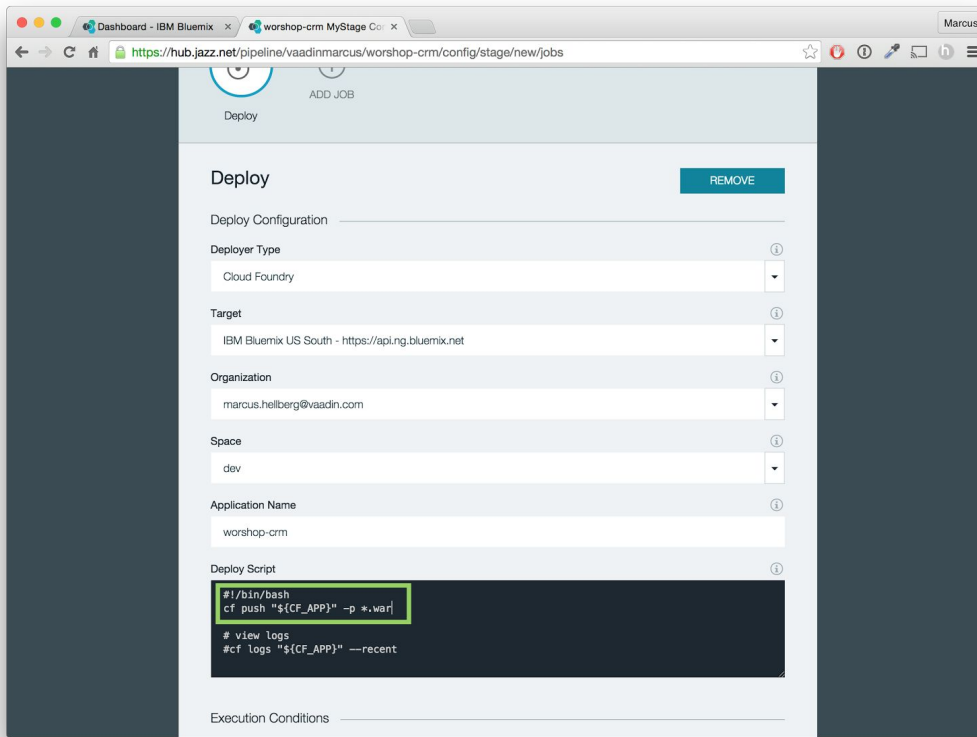 Dashboard - IBM Bluemix
worshop-crm MyStage Cor
Marcus
https://hub.jazz.net/pipeline/vaadinmarcus/worshop-crm/config/stage/new/jobs
ADD JOB
Deploy
Deploy
REMOVE
Deploy Configuration
Deployer Type
Cloud Foundry
Target
IBM Bluemix US South - https://api.ng.bluemix.net
Organization
marcus.hellberg@vaadin.com
Space
dev
Application Name
worshop-crm
Deploy Script
#!/bin/bash
cf push "${CF_APP}" -p *.war
# view logs
#cf logs "${CF_APP}" --recent
Execution Conditions